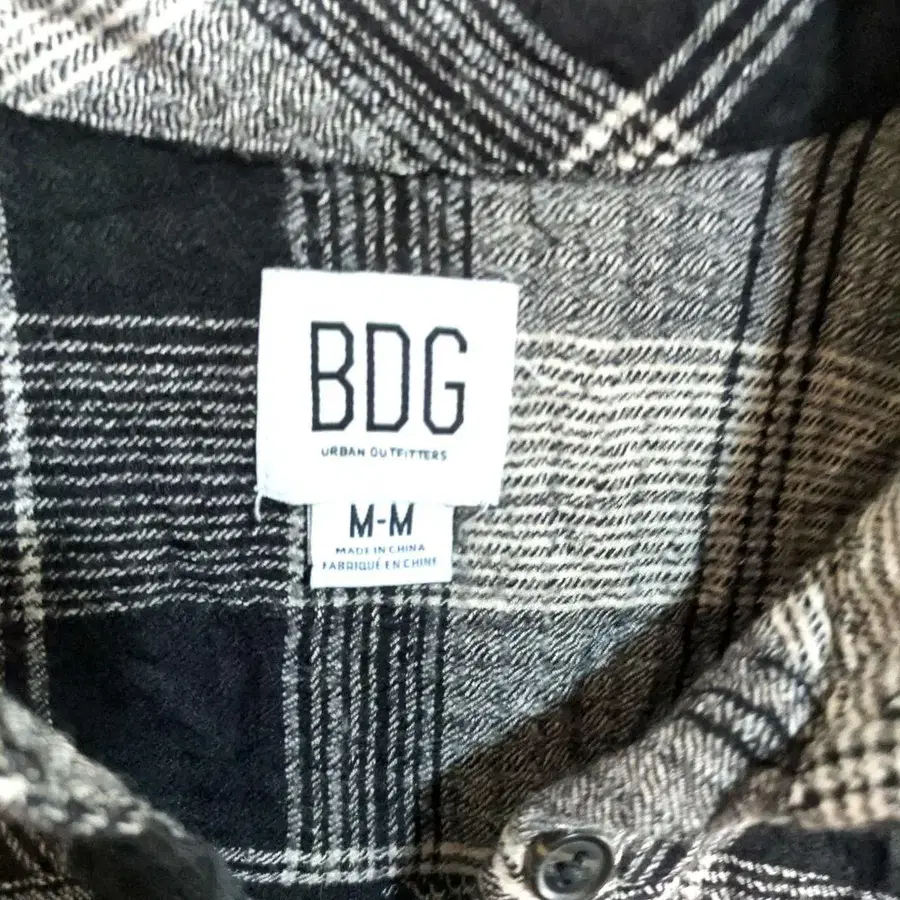 BDG
URBAN OUTFITTERS
M-M
MADE IN CHINA
FABRIQUÉ EN CHINE